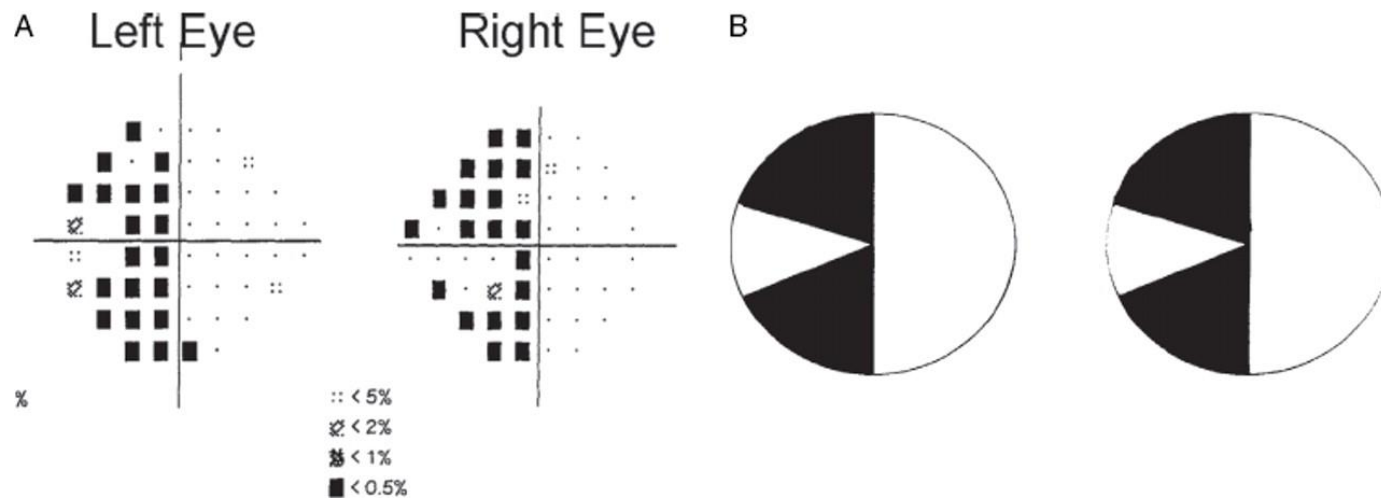 A Left Eye Right Eye B
%
:: < 5%
< 2%
< 1%
< 0.5%